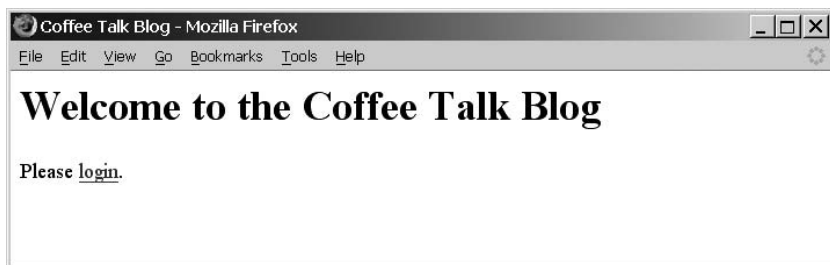 Coffee Talk Blog - Mozilla Firefox
File Edit View Go Bookmarks Tools Help
Welcome to the Coffee Talk Blog
Please login.